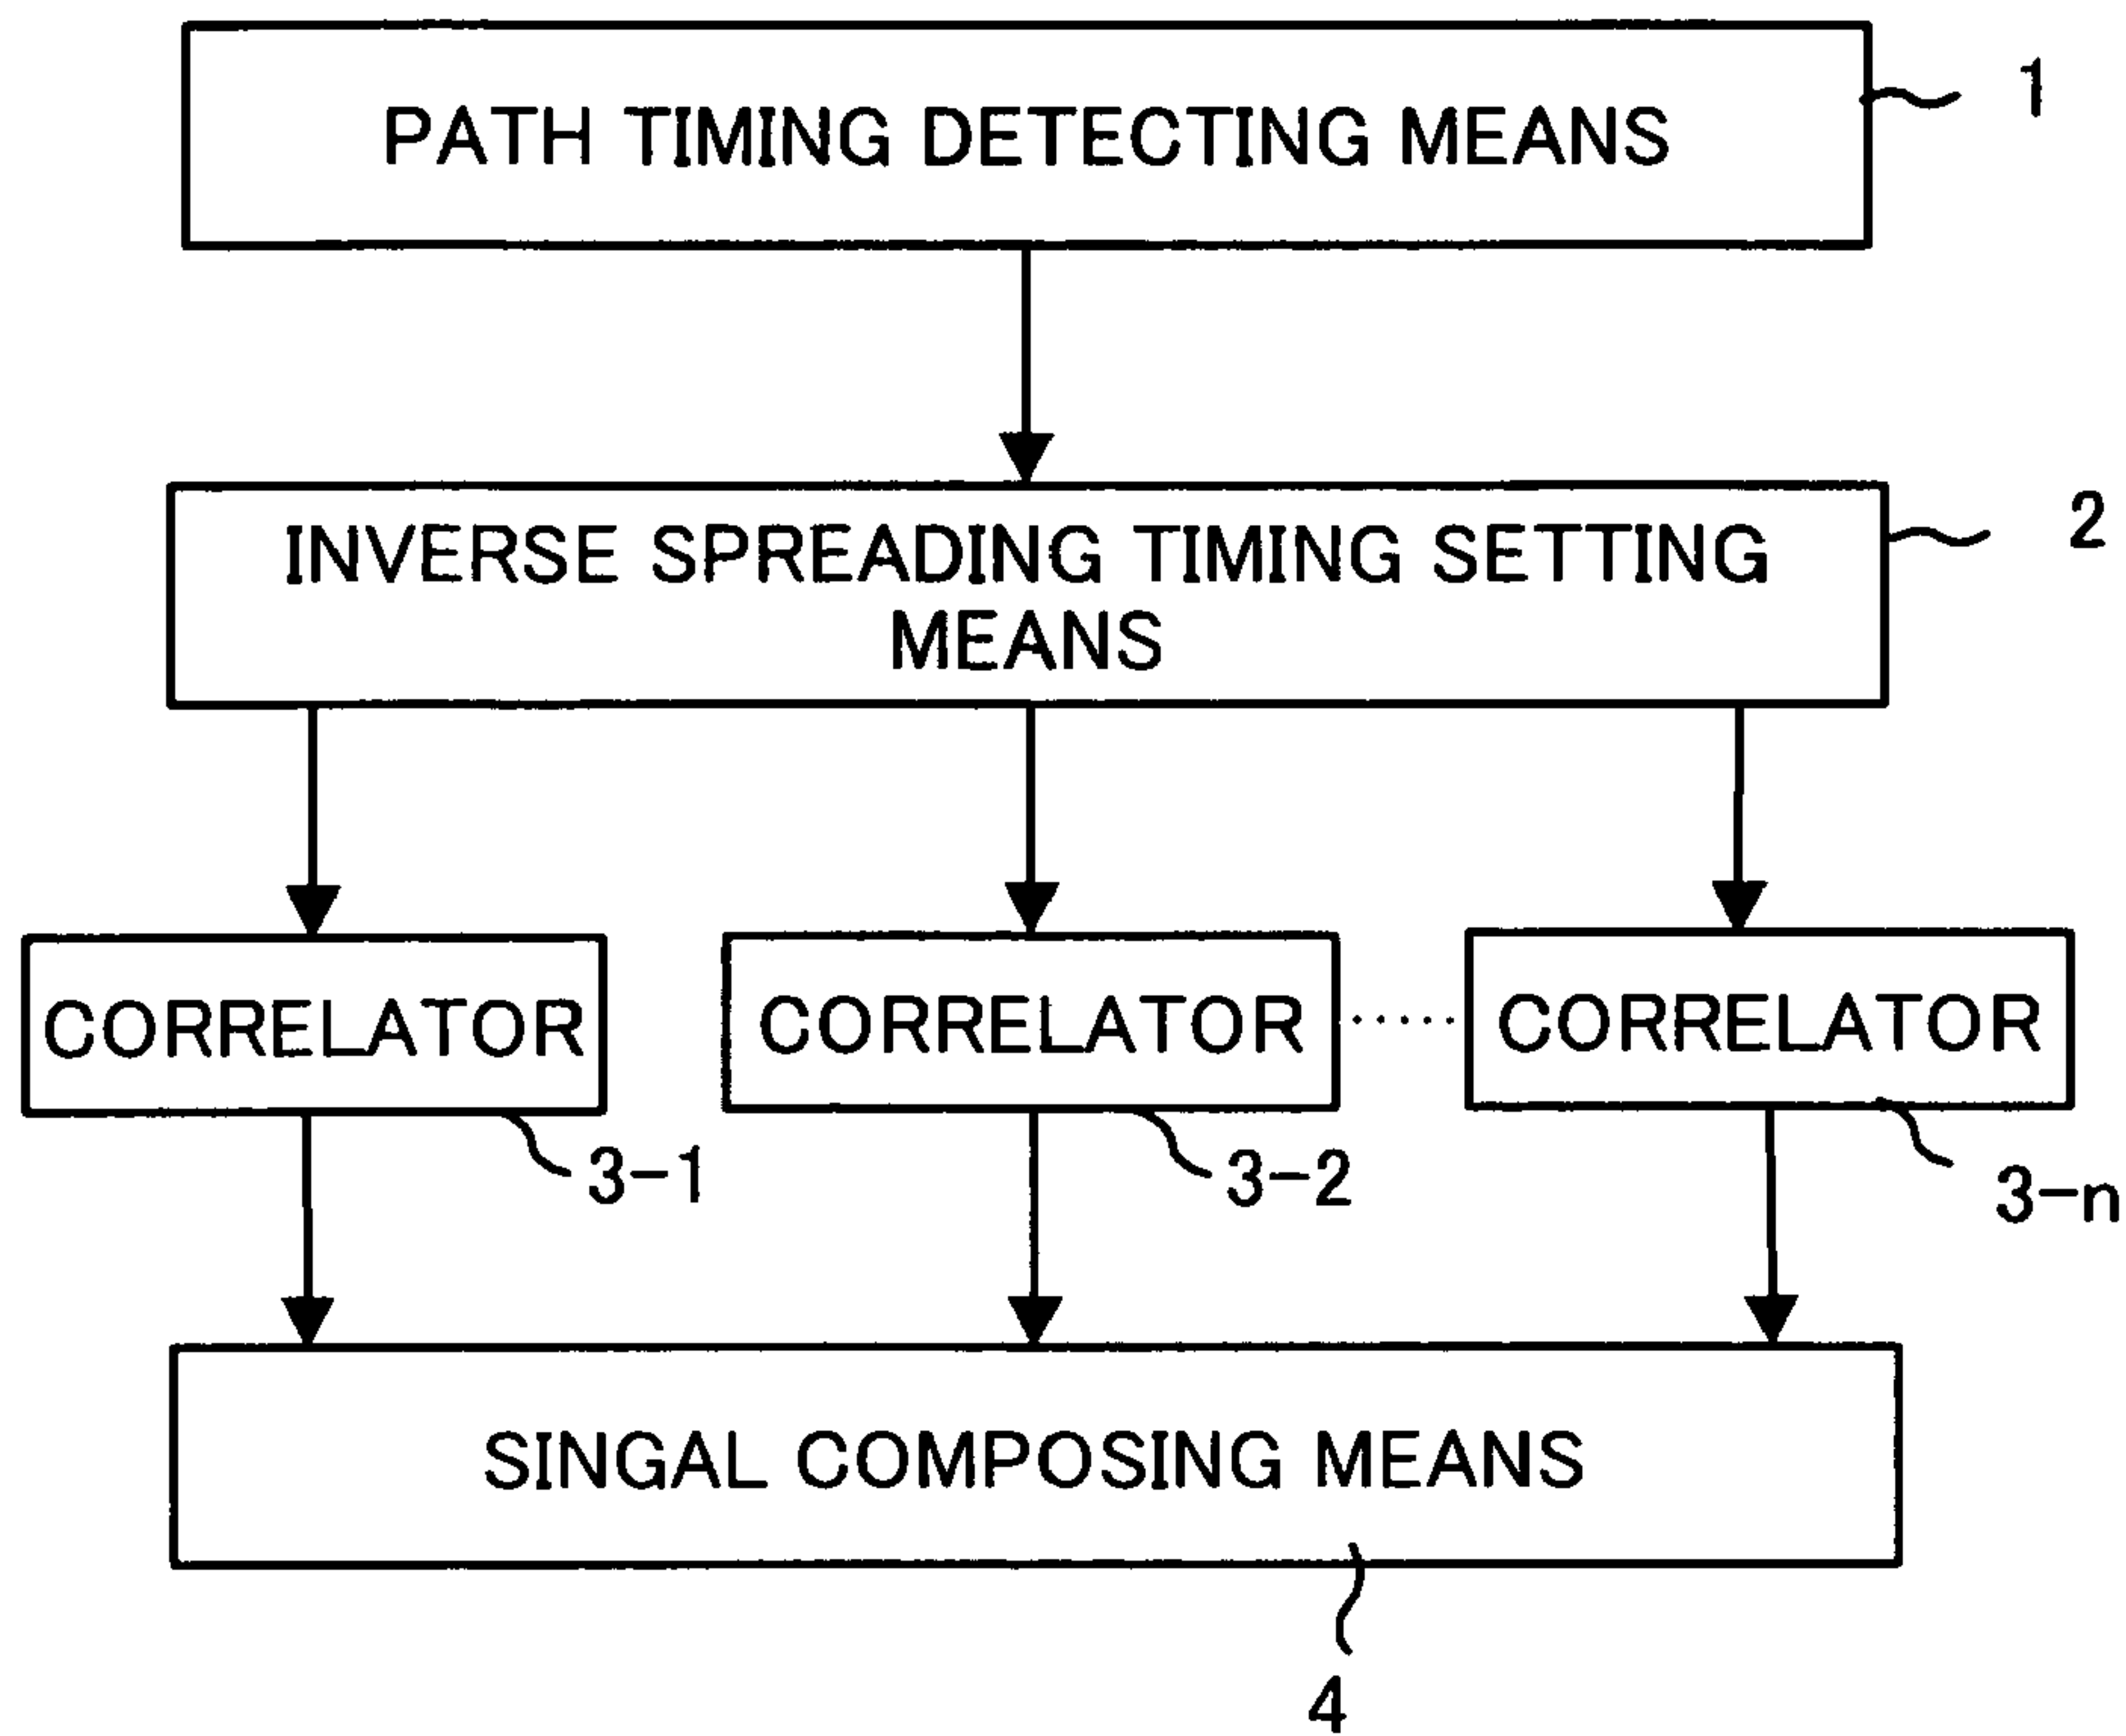 PATH TIMING DETECTING MEANS
1
INVERSE SPREADING TIMING SETTING
MEANS
2
CORRELATOR
CORRELATOR
CORRELATOR
3-1
3-2
3-n
SINGAL COMPOSING MEANS
4